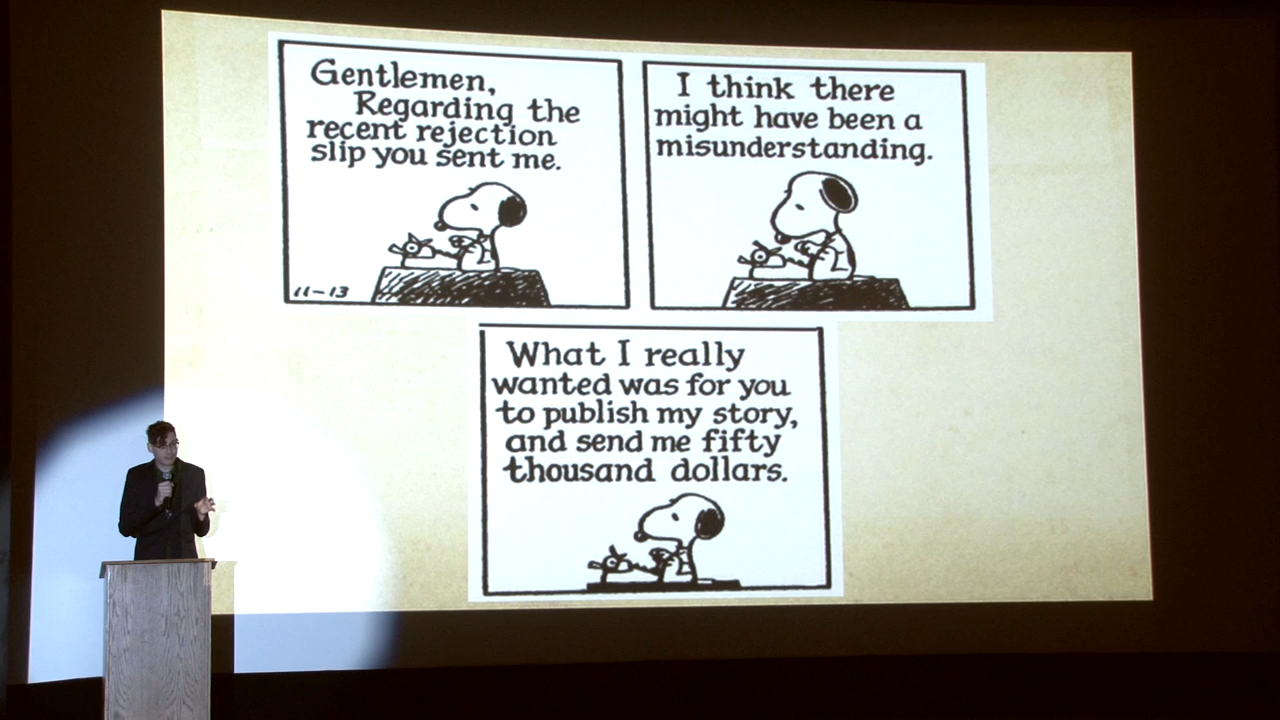 Gentlemen,
Regarding the
recent rejection
slip you sent me.
11-13
I think there
might have been a
misunderstanding.
What I really
wanted was for you
to publish my story,
and send me fifty
thousand dollars.